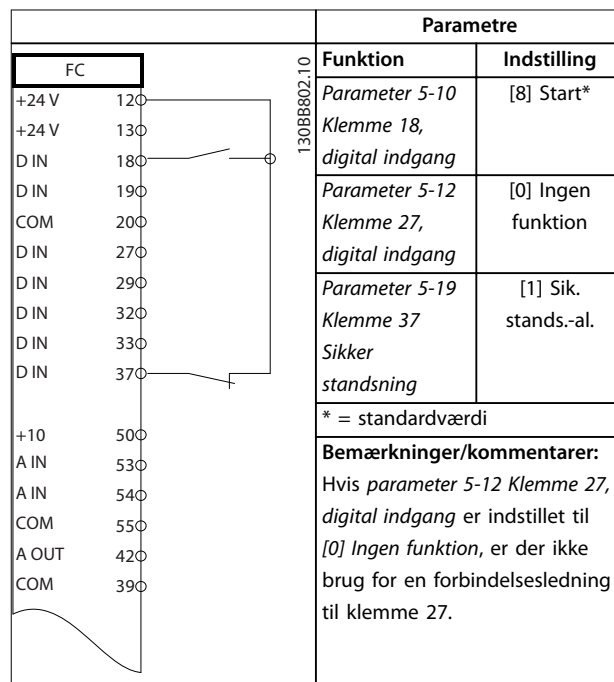 Parametre
FC
+24 V 12
+24 V 13
D IN 18
D IN 19
COM 20
D IN 27
D IN 29
D IN 32
D IN 33
D IN 37
+10 50
A IN 53
A IN 54
COM 55
A OUT 42
COM 39
130BB802.10
Funktion Indstilling
Parameter 5-10 [8] Start*
Klemme 18,
digital indgang
Parameter 5-12 [0] Ingen
Klemme 27, funktion
digital indgang
Parameter 5-19 [1] Sik.
Klemme 37 stands.-al.
Sikker
standsning
* = standardværdi
Bemærkninger/kommentarer:
Hvis parameter 5-12 Klemme 27,
digital indgang er indstillet til
[0] Ingen funktion, er der ikke
brug for en forbindelsesledning
til klemme 27.